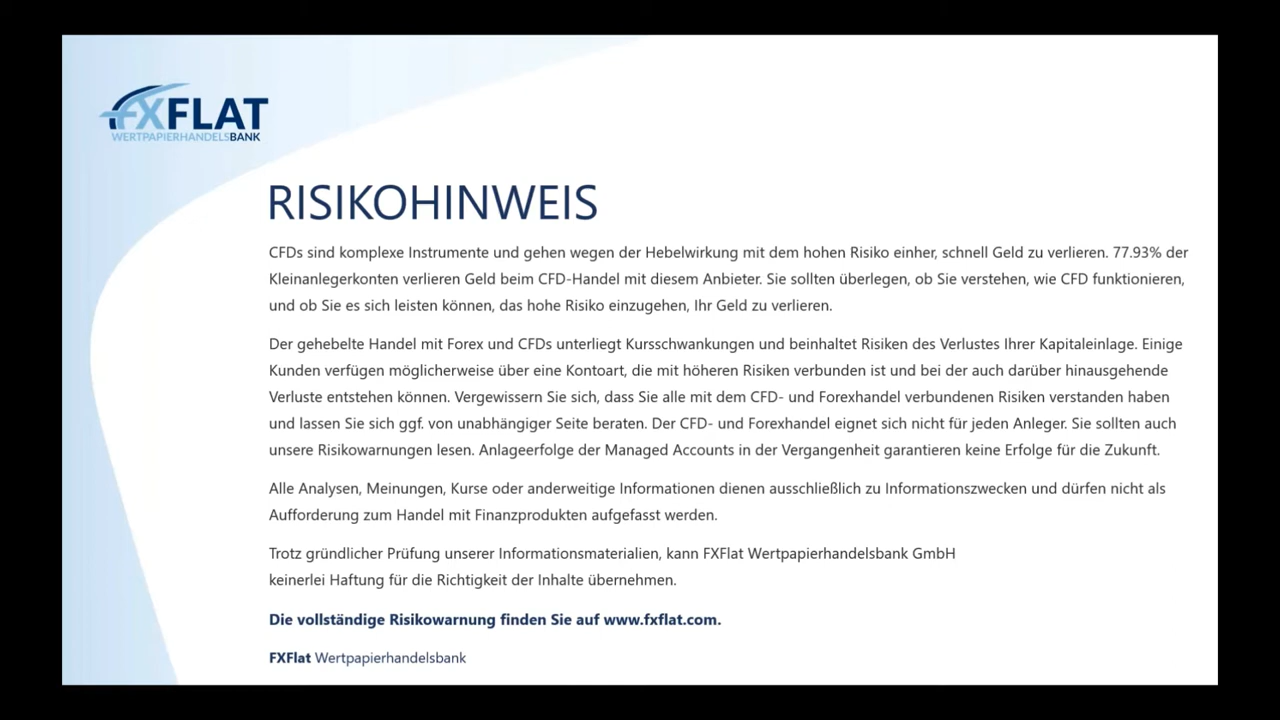 FXFLAT
WERTPAPIERHANDELSBANK
RISIKOHINWEIS
CFDs sind komplexe Instrumente und gehen wegen der Hebelwirkung mit dem hohen Risiko einher, schnell Geld zu verlieren. 77.93% der
Kleinanlegerkonten verlieren Geld beim CFD-Handel mit diesem Anbieter. Sie sollten überlegen, ob Sie verstehen, wie CFD funktionieren,
und ob Sie es sich leisten können, das hohe Risiko einzugehen, Ihr Geld zu verlieren.
Der gehebelte Handel mit Forex und CFDs unterliegt Kursschwankungen und beinhaltet Risiken des Verlustes Ihrer Kapitaleinlage. Einige
Kunden verfügen möglicherweise über eine Kontoart, die mit höheren Risiken verbunden ist und bei der auch darüber hinausgehende
Verluste entstehen können. Vergewissern Sie sich, dass Sie alle mit dem CFD- und Forexhandel verbundenen Risiken verstanden haben
und lassen Sie sich ggf. von unabhängiger Seite beraten. Der CFD- und Forexhandel eignet sich nicht für jeden Anleger. Sie sollten auch
unsere Risikowarnungen lesen. Anlageerfolge der Managed Accounts in der Vergangenheit garantieren keine Erfolge für die Zukunft.
Alle Analysen, Meinungen, Kurse oder anderweitige Informationen dienen ausschließlich zu Informationszwecken und dürfen nicht als
Aufforderung zum Handel mit Finanzprodukten aufgefasst werden.
Trotz gründlicher Prüfung unserer Informationsmaterialien, kann FXFlat Wertpapierhandelsbank GmbH
keinerlei Haftung für die Richtigkeit der Inhalte übernehmen.
Die vollständige Risikowarnung finden Sie auf www.fxflat.com.
FXFlat Wertpapierhandelsbank